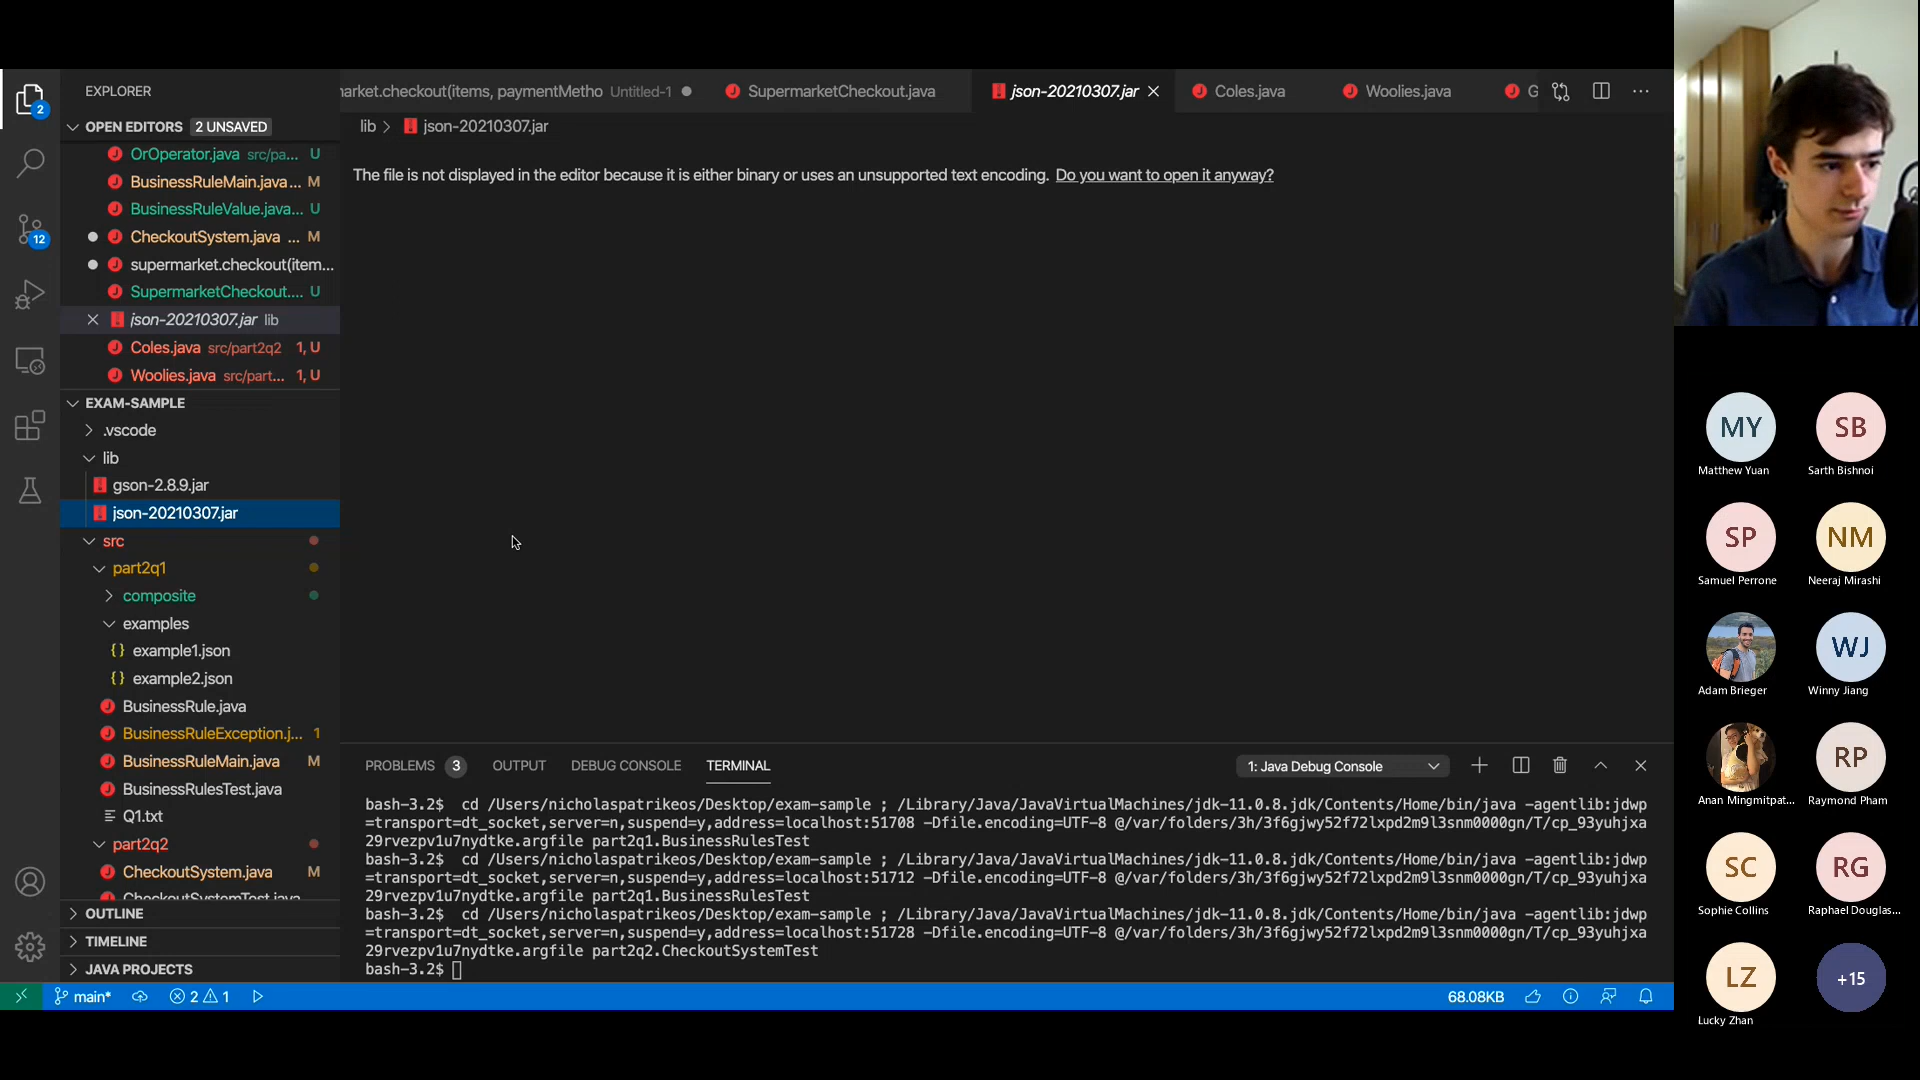 EXPLORER
OPEN EDITORS 2 UNSAVED
OrOperator.java src/pa... U
BusinessRuleMain.java... M
BusinessRuleValue.java... U
CheckoutSystem.java ... M
supermarket.checkout(item...
SupermarketCheckout.... U
json-20210307.jar lib
Coles.java src/part2q2 1, U
Woolies.java src/part... 1, U
EXAM-SAMPLE
.vscode
lib
gson-2.8.9.jar
json-20210307.jar
src
part2q1
composite
examples
example1.json
example2.json
BusinessRule.java
BusinessRuleException.j... 1
BusinessRuleMain.java M
BusinessRulesTest.java
Q1.txt
part2q2
CheckoutSystem.java M
CheckoutSystemTest.java
OUTLINE
TIMELINE
JAVA PROJECTS
2
12
market.checkout(items, paymentMetho Untitled-1
SupermarketCheckout.java
json-20210307.jar
Coles.java
Woolies.java
G
lib > json-20210307.jar
The file is not displayed in the editor because it is either binary or uses an unsupported text encoding. Do you want to open it anyway?
PROBLEMS 3 OUTPUT DEBUG CONSOLE TERMINAL
1: Java Debug Console
bash-3.2$ cd /Users/nicholaspatrikeos/Desktop/exam-sample ; /Library/Java/JavaVirtualMachines/jdk-11.0.8.jdk/Contents/Home/bin/java -agentlib:jdwp
=transport=dt_socket,server=n,suspend=y,address=localhost:51708 -Dfile.encoding=UTF-8 @/var/folders/3h/3f6gjwy52f72lxpd2m9l3snm0000gn/T/cp_93yuhjxa
29rvezpv1u7nydtke.argfile part2q1.BusinessRulesTest
bash-3.2$ cd /Users/nicholaspatrikeos/Desktop/exam-sample ; /Library/Java/JavaVirtualMachines/jdk-11.0.8.jdk/Contents/Home/bin/java -agentlib:jdwp
=transport=dt_socket,server=n,suspend=y,address=localhost:51712 -Dfile.encoding=UTF-8 @/var/folders/3h/3f6gjwy52f72lxpd2m9l3snm0000gn/T/cp_93yuhjxa
29rvezpv1u7nydtke.argfile part2q1.BusinessRulesTest
bash-3.2$ cd /Users/nicholaspatrikeos/Desktop/exam-sample ; /Library/Java/JavaVirtualMachines/jdk-11.0.8.jdk/Contents/Home/bin/java -agentlib:jdwp
=transport=dt_socket,server=n,suspend=y,address=localhost:51728 -Dfile.encoding=UTF-8 @/var/folders/3h/3f6gjwy52f72lxpd2m9l3snm0000gn/T/cp_93yuhjxa
29rvezpv1u7nydtke.argfile part2q2.CheckoutSystemTest
bash-3.2$
main* 2 1
68.08KB
MY SB
Matthew Yuan Sarth Bishnoi
SP NM
Samuel Perrone Neeraj Mirashi
WJ
Adam Brieger Winny Jiang
RP
Anan Mingmitpat... Raymond Pham
SC RG
Sophie Collins Raphael Douglas...
LZ +15
Lucky Zhan